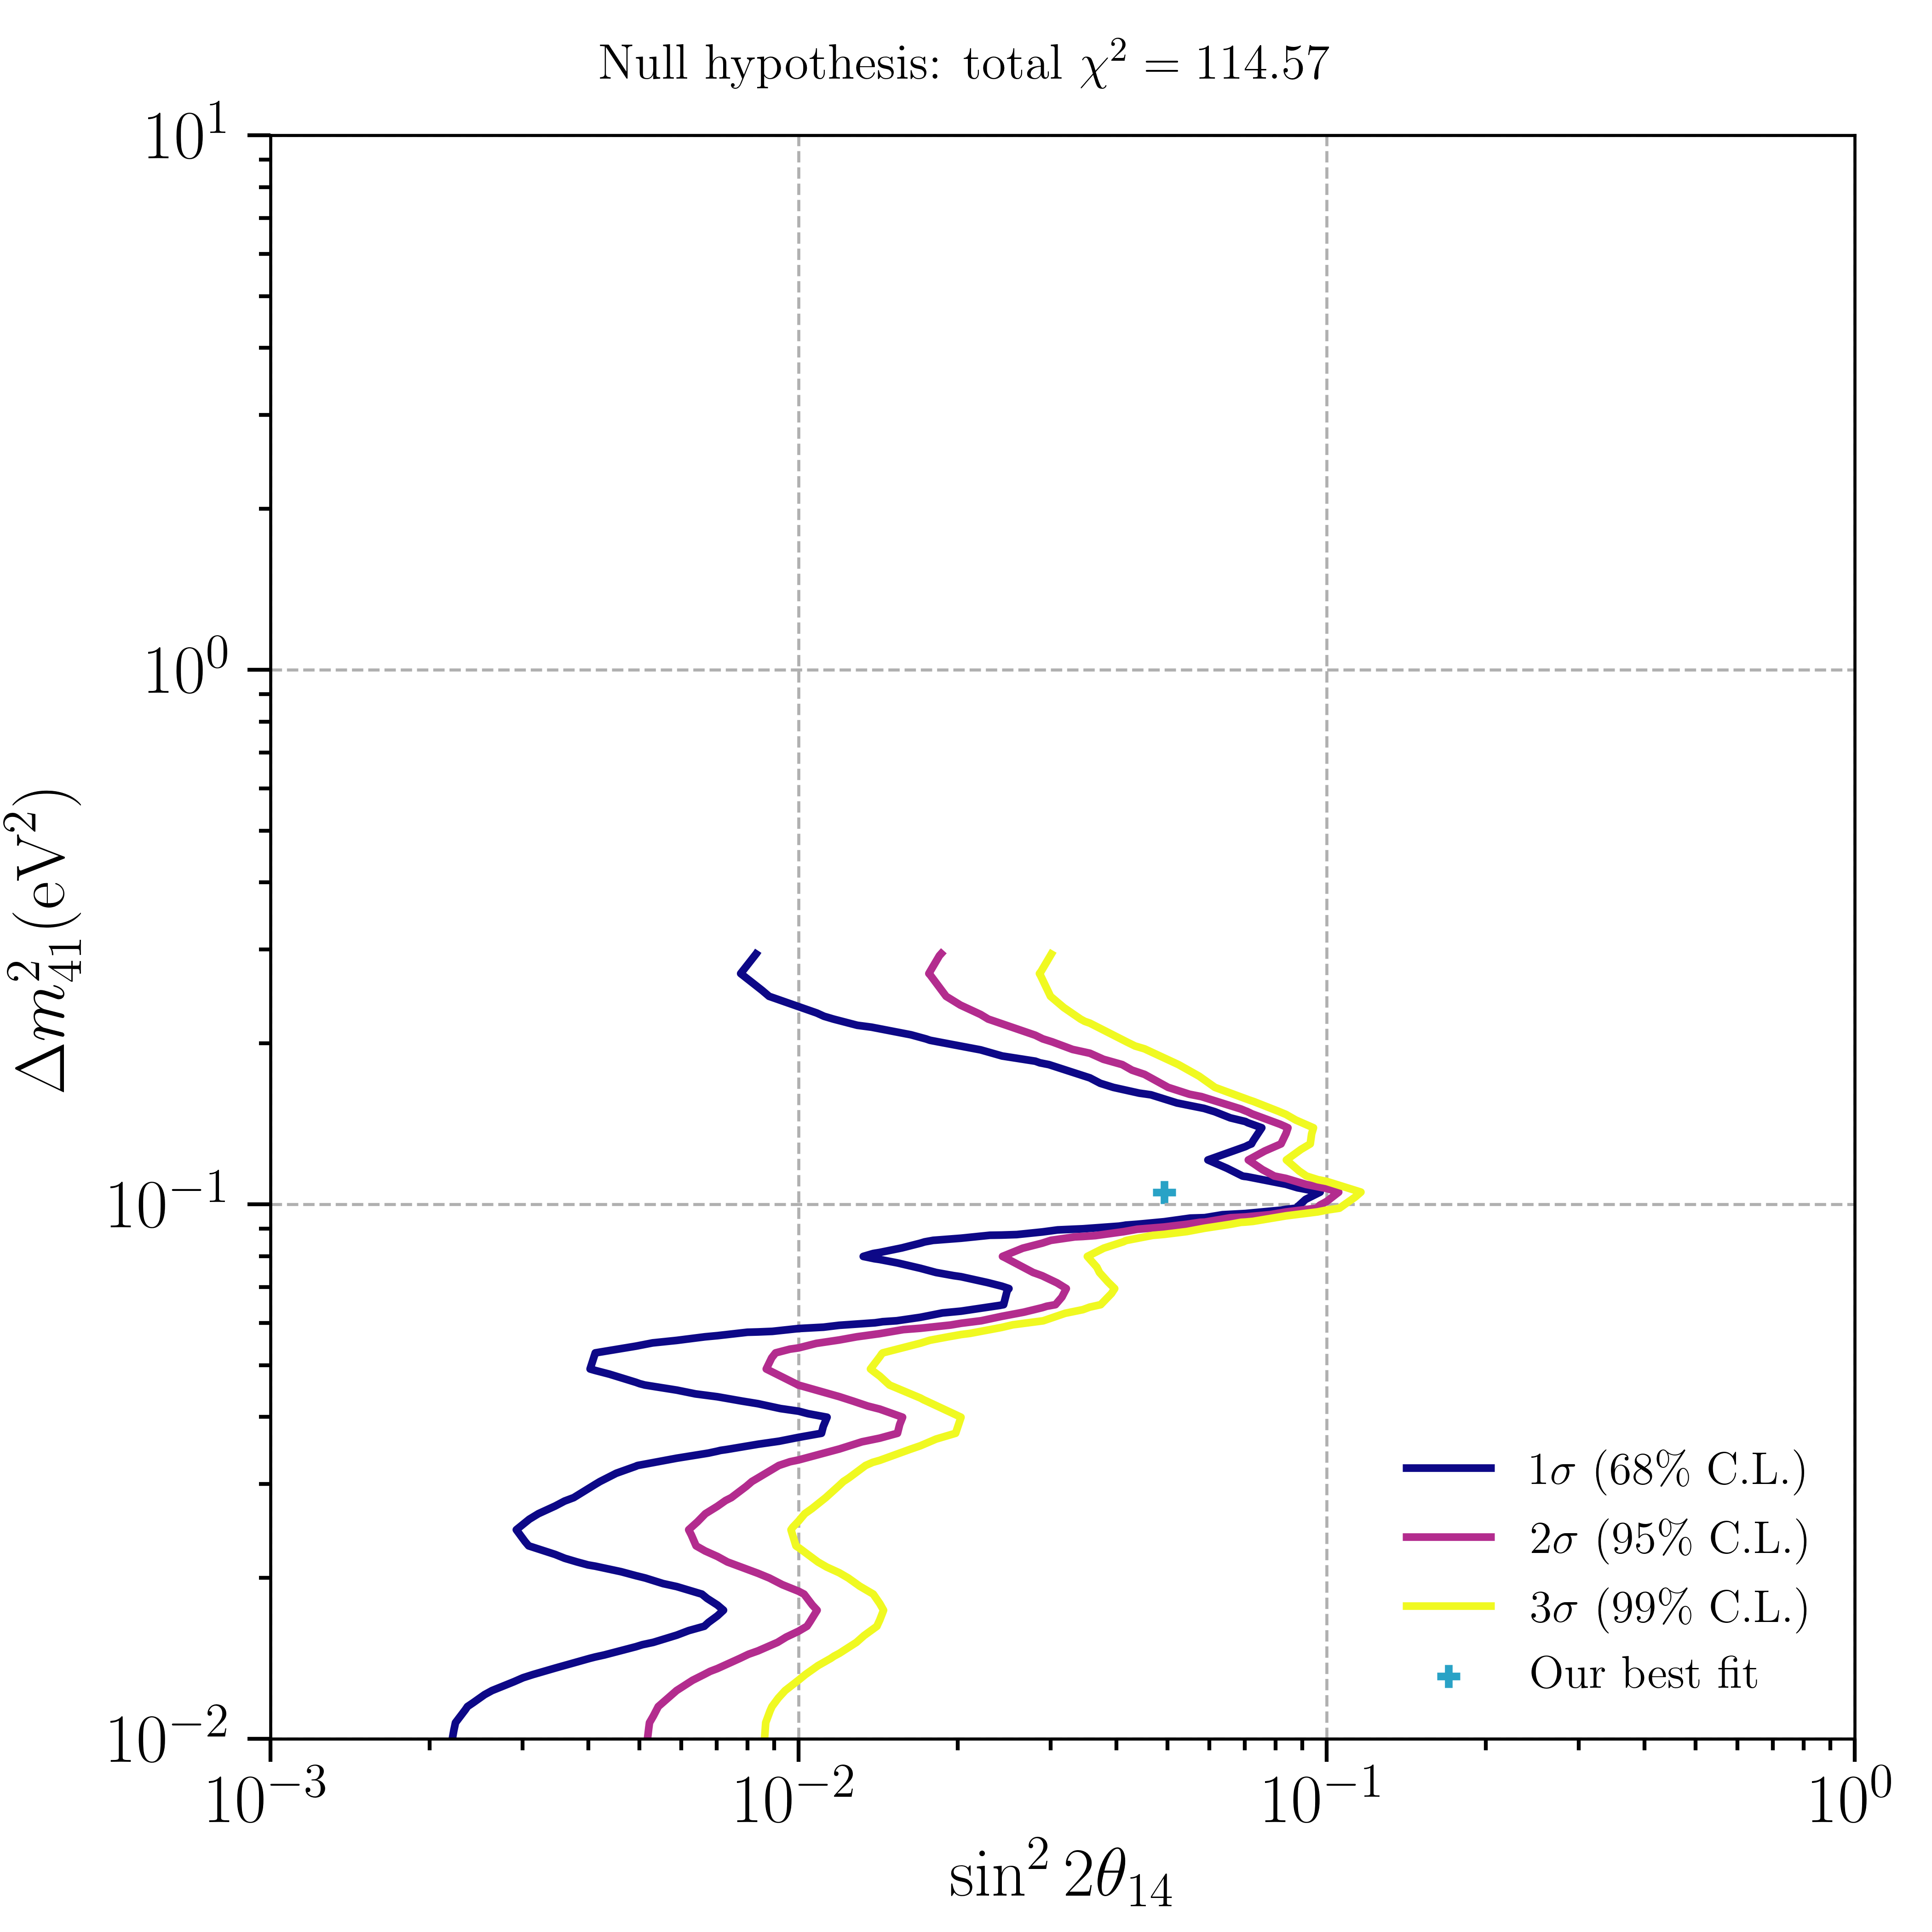 Null hypothesis: total χ² = 114.57
10¹
10⁰
10⁻¹
10⁻²
Δm²₄₁(eV²)
1σ (68% C.L.)
2σ (95% C.L.)
3σ (99% C.L.)
Our best fit
10⁻³ 10⁻² 10⁻¹ 10⁰
sin² 2θ₁₄